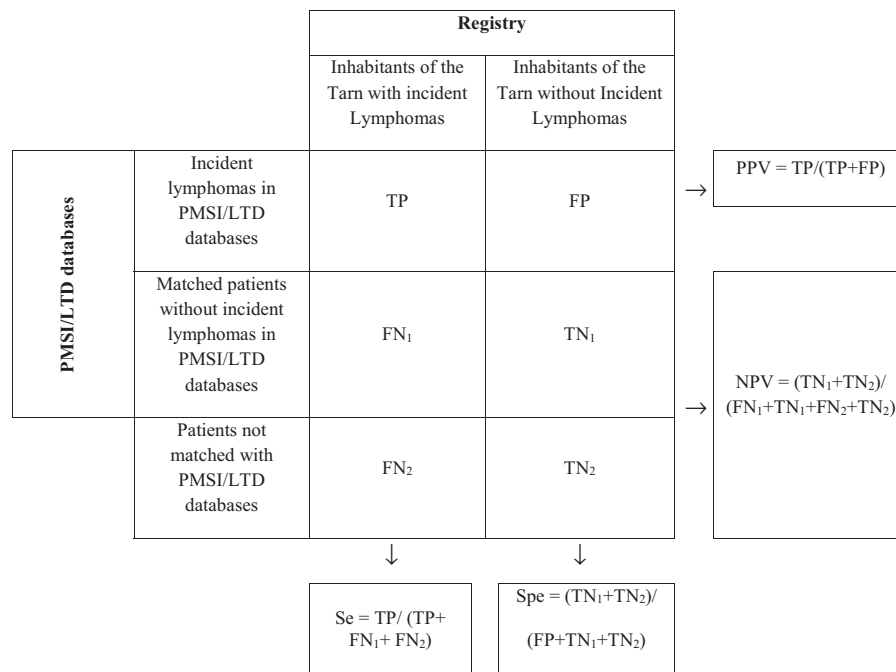 Registry
Inhabitants of the
Tarn with incident
Lymphomas
Inhabitants of the
Tarn without Incident
Lymphomas
PMSI/LTD databases
Incident
lymphomas in
PMSI/LTD
databases
TP
FP
→
PPV = TP/(TP+FP)
Matched patients
without incident
lymphomas in
PMSI/LTD
databases
FN₁
TN₁
→
NPV = (TN₁+TN₂)/
(FN₁+TN₁+FN₂+TN₂)
Patients not
matched with
PMSI/LTD
databases
FN₂
TN₂
↓
↓
Se = TP/ (TP+
FN₁+ FN₂)
Spe = (TN₁+TN₂)/
(FP+TN₁+TN₂)